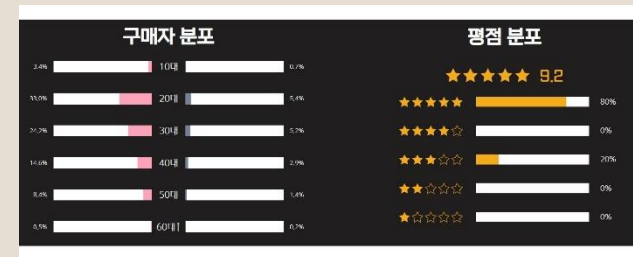 구매자 분포
3.4% 10대 0.7%
33.0% 20대 5.4%
24.2% 30대 5.2%
14.6% 40대 2.9%
8.4% 50대 1.4%
0.5% 60대↑ 0.2%
평점 분포
★★★★★ 9.2
★★★★★ 80%
★★★★☆ 0%
★★★☆☆ 20%
★★☆☆☆ 0%
★☆☆☆☆ 0%